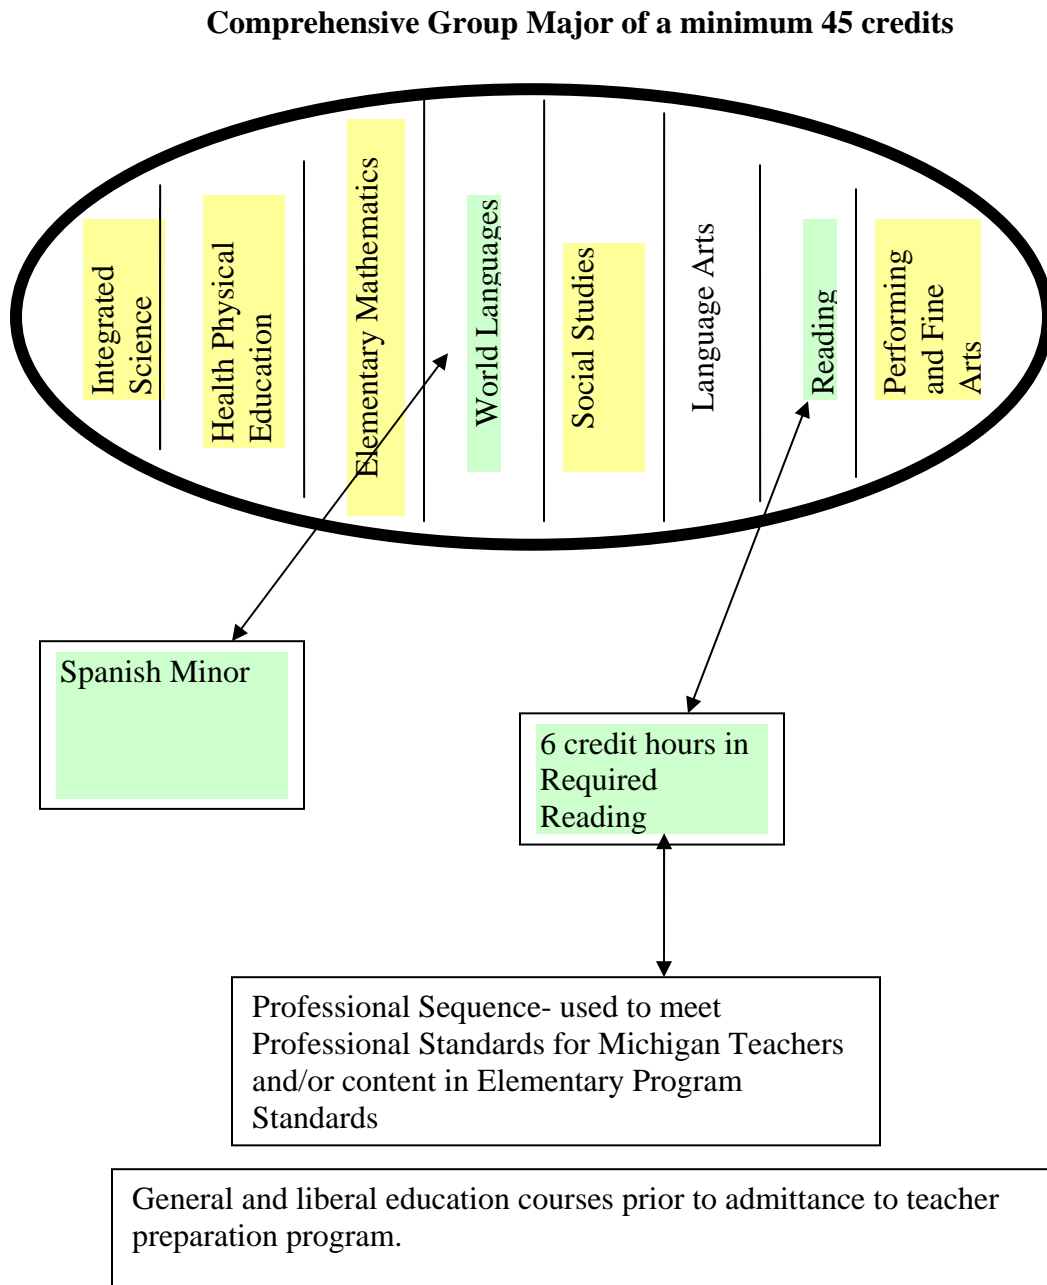 Comprehensive Group Major of a minimum 45 credits
Integrated
Science
Health Physical
Education
Elementary Mathematics
World Languages
Social Studies
Language Arts
Reading
Performing
and Fine
Arts
Spanish Minor
6 credit hours in
Required
Reading
Professional Sequence- used to meet
Professional Standards for Michigan Teachers
and/or content in Elementary Program
Standards
General and liberal education courses prior to admittance to teacher
preparation program.